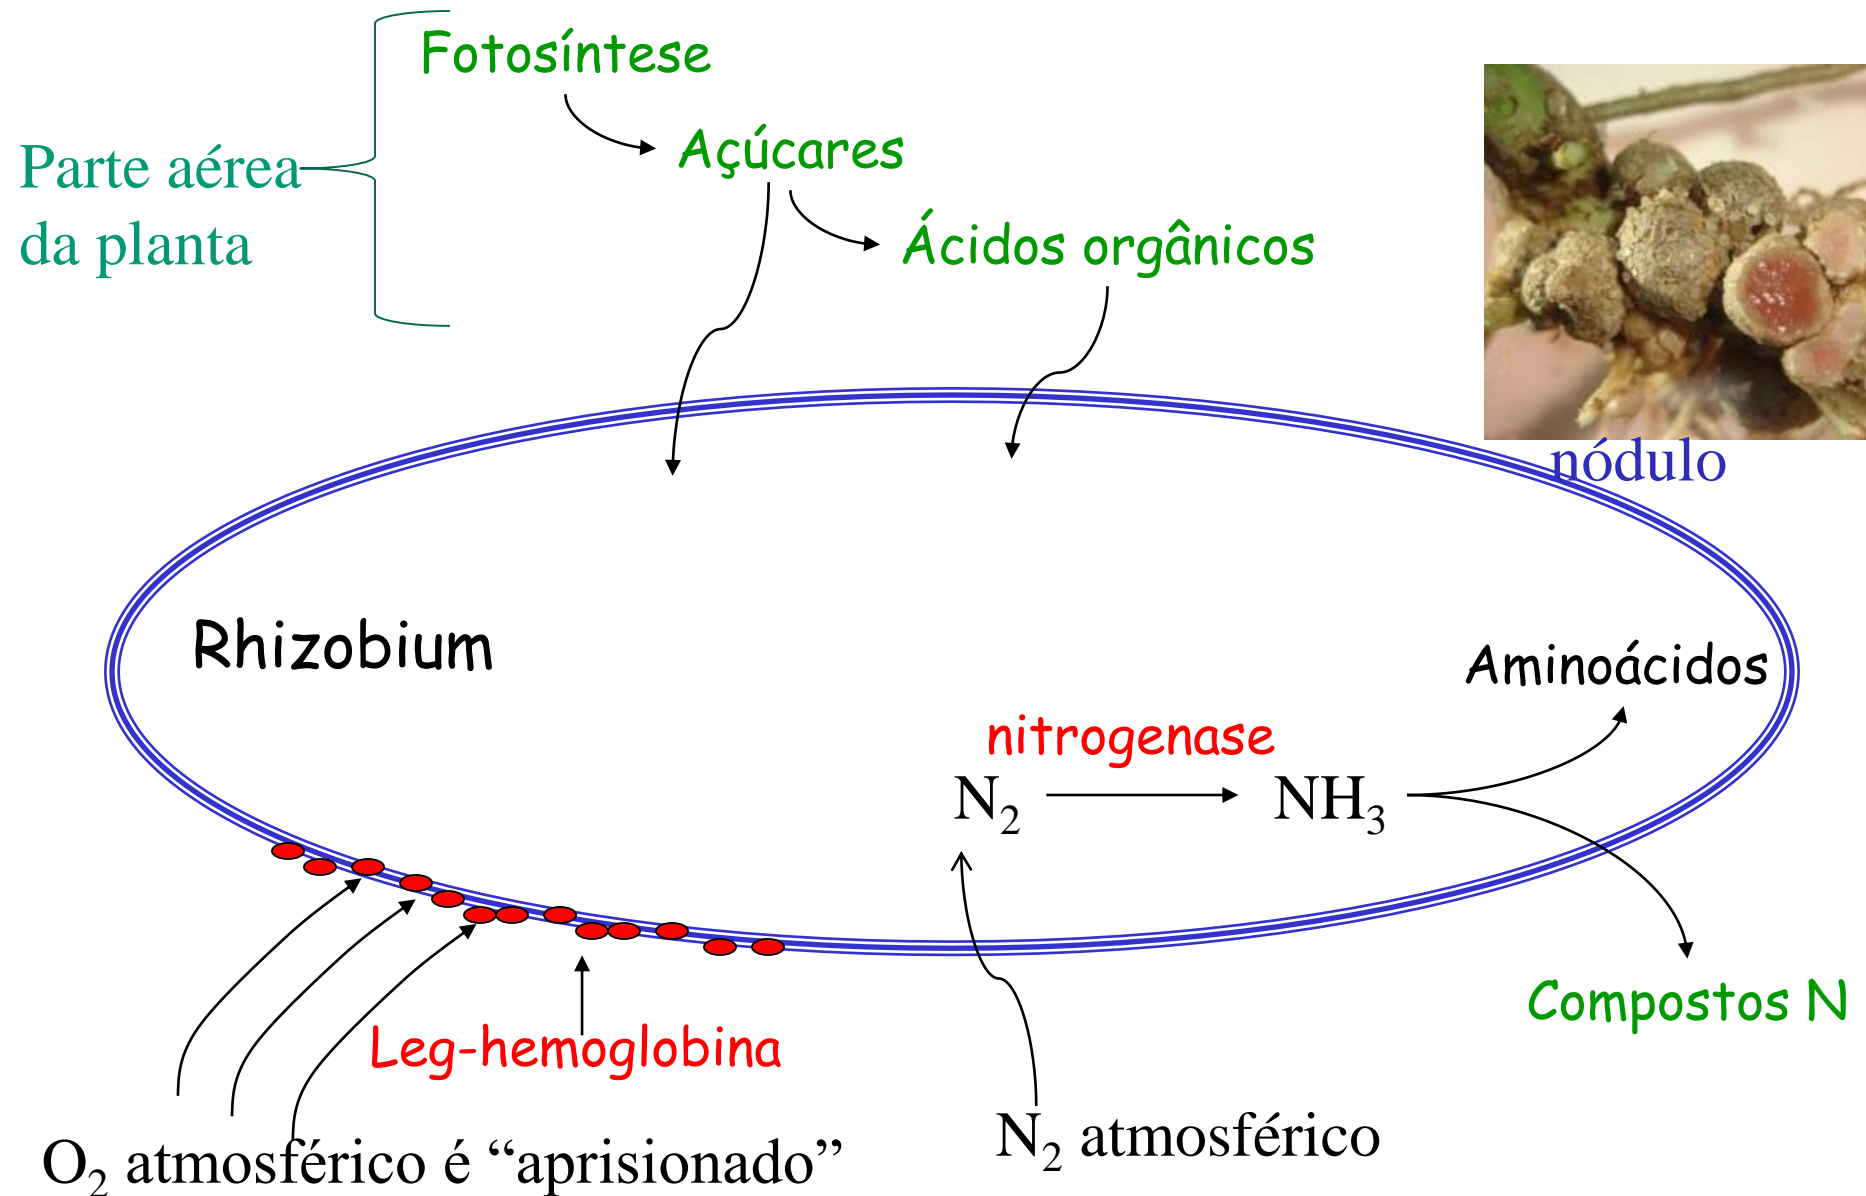 Fotosíntese
Açúcares
Parte aérea
da planta
Ácidos orgânicos
nódulo
Rhizobium
Aminoácidos
nitrogenase
N₂
NH₃
Compostos N
Leg-hemoglobina
N₂ atmosférico
O₂ atmosférico é “aprisionado”